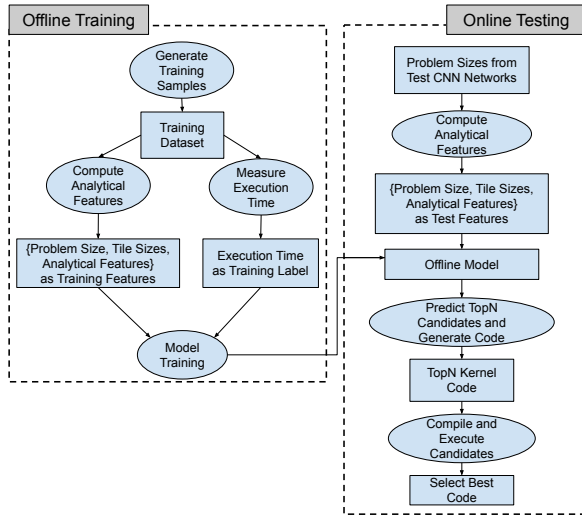 Offline Training
Generate
Training
Samples
Training
Dataset
Compute
Analytical
Features
Measure
Execution
Time
{Problem Size, Tile Sizes,
Analytical Features}
as Training Features
Execution Time
as Training Label
Model
Training
Online Testing
Problem Sizes from
Test CNN Networks
Compute
Analytical
Features
{Problem Size, Tile Sizes,
Analytical Features}
as Test Features
Offline Model
Predict TopN
Candidates and
Generate Code
TopN Kernel
Code
Compile and
Execute
Candidates
Select Best
Code